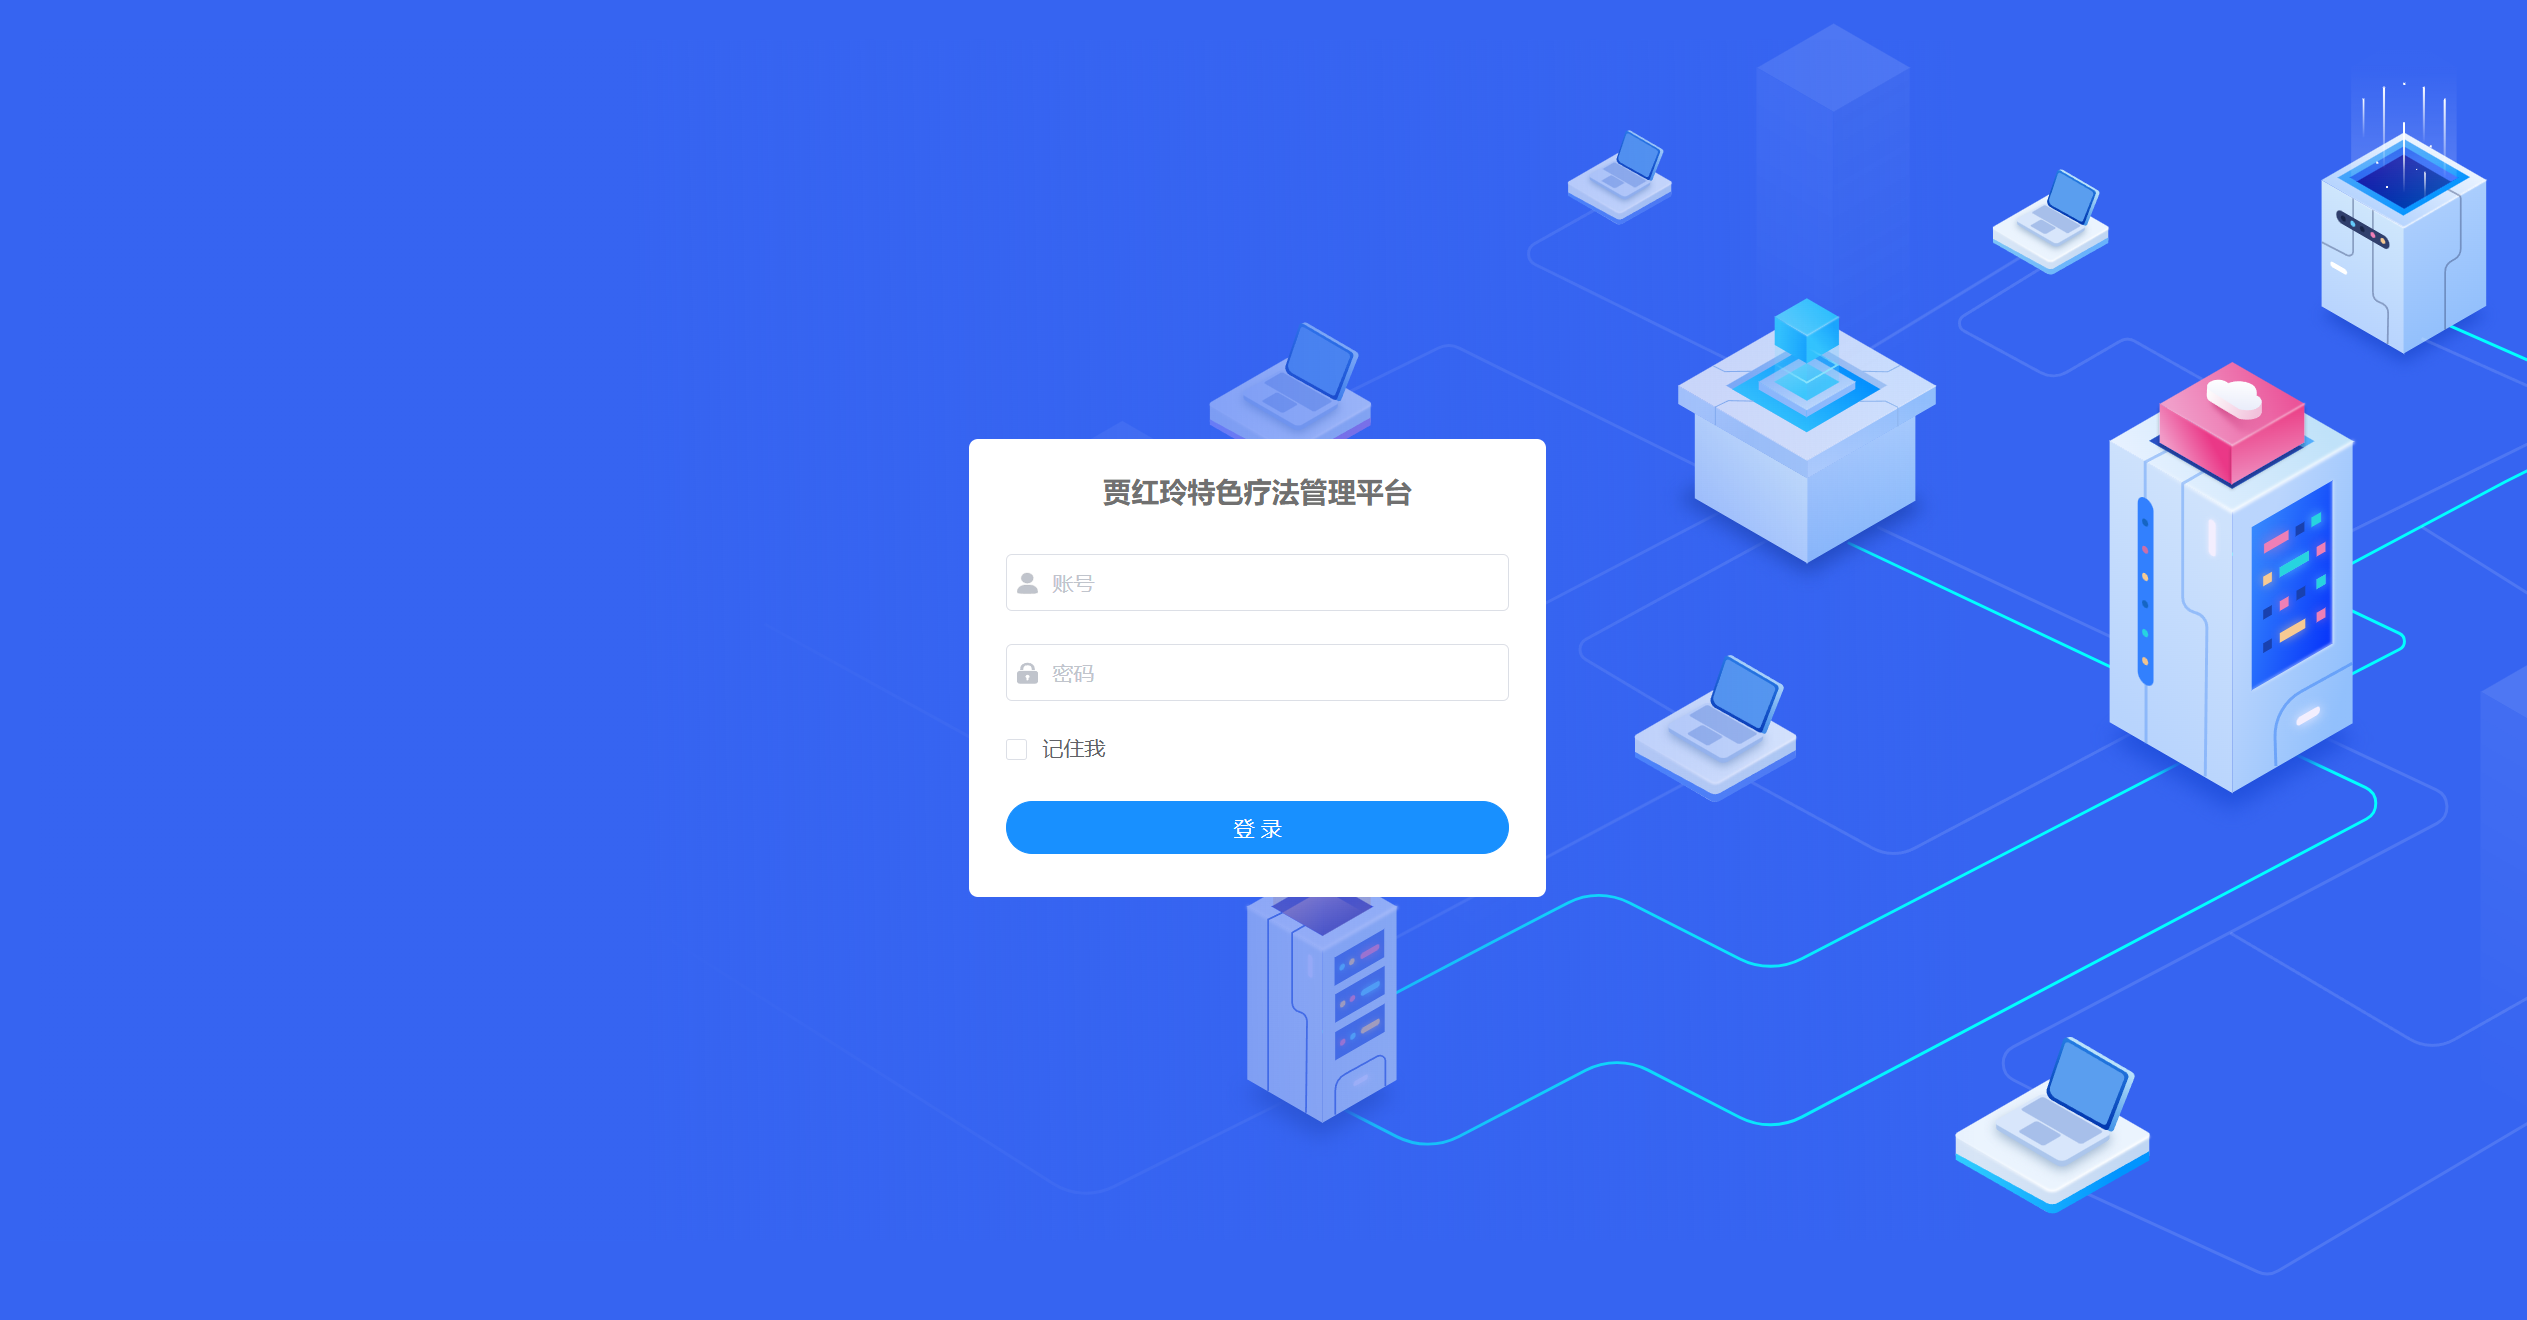 贾红玲特色疗法管理平台
账号
密码
记住我
登 录